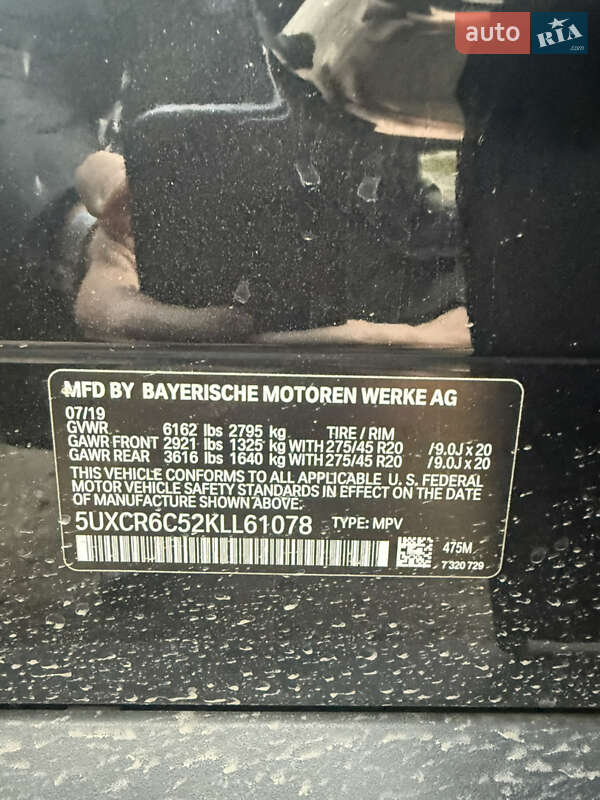 auto RIA
.com
MFD BY BAYERISCHE MOTOREN WERKE AG
07/19
GVWR 6162 lbs 2795 kg TIRE / RIM
GAWR FRONT 2921 lbs 1325 kg WITH 275/45 R20 /9.0J x 20
GAWR REAR 3616 lbs 1640 kg WITH 275/45 R20 /9.0J x 20
THIS VEHICLE CONFORMS TO ALL APPLICABLE U. S. FEDERAL
MOTOR VEHICLE SAFETY STANDARDS IN EFFECT ON THE DATE
OF MANUFACTURE SHOWN ABOVE.
5UXCR6C52KLL61078 TYPE: MPV
475M
7 320 729